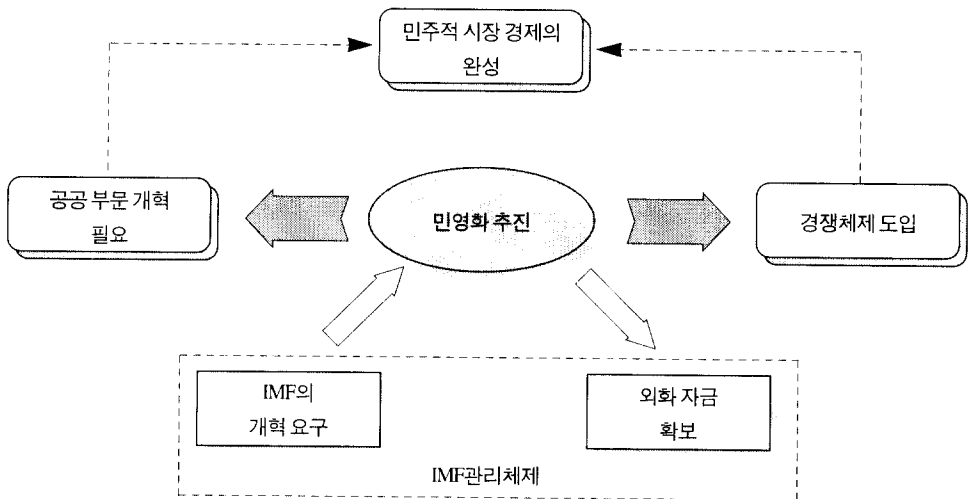 민주적 시장 경제의
완성
공공 부문 개혁
필요
민영화 추진
경쟁체제 도입
IMF의
개혁 요구
외화 자금
확보
IMF관리체제